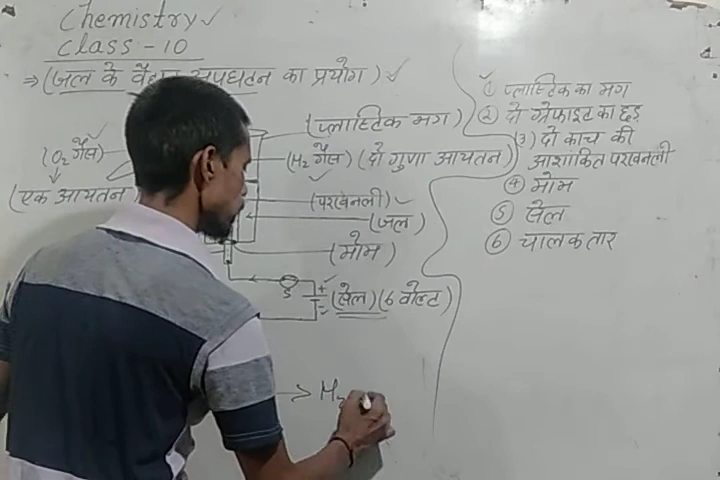 Chemistry
Class - 10
⇒ (जल के अपघटन का प्रयोग)
(प्लास्टिक मग)
(O₂ गैस)
(H₂ गैस) (दो गुणा आयतन)
(एक आयतन)
(परखनली)
(जल)
(मोम)
S
+
-
(सेल) (6 वोल्ट)
→ H₂
① प्लास्टिक का मग
② दो ग्रेफाइट का छड़
(3) दो काच की
आशांकित परखनली
④ मोम
⑤ सेल
⑥ चालक तार